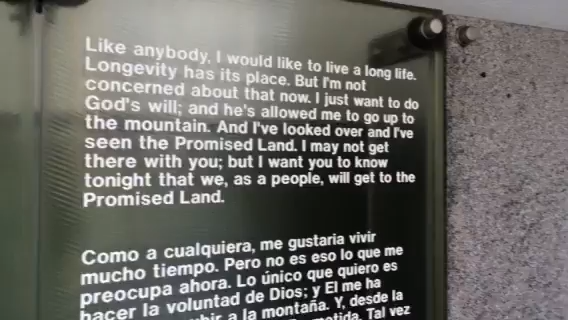 Like anybody, I would like to live a long life.
Longevity has its place. But I'm not
concerned about that now. I just want to do
God's will; and he's allowed me to go up to
the mountain. And I've looked over and I've
seen the Promised Land. I may not get
there with you; but I want you to know
tonight that we, as a people, will get to the
Promised Land.
Como a cualquiera, me gustaria vivir
mucho tiempo. Pero no es eso lo que me
preocupa ahora. Lo único que quiero es
hacer la voluntad de Dios; y El me ha
a la montaña. Y, desde la
Tal vez